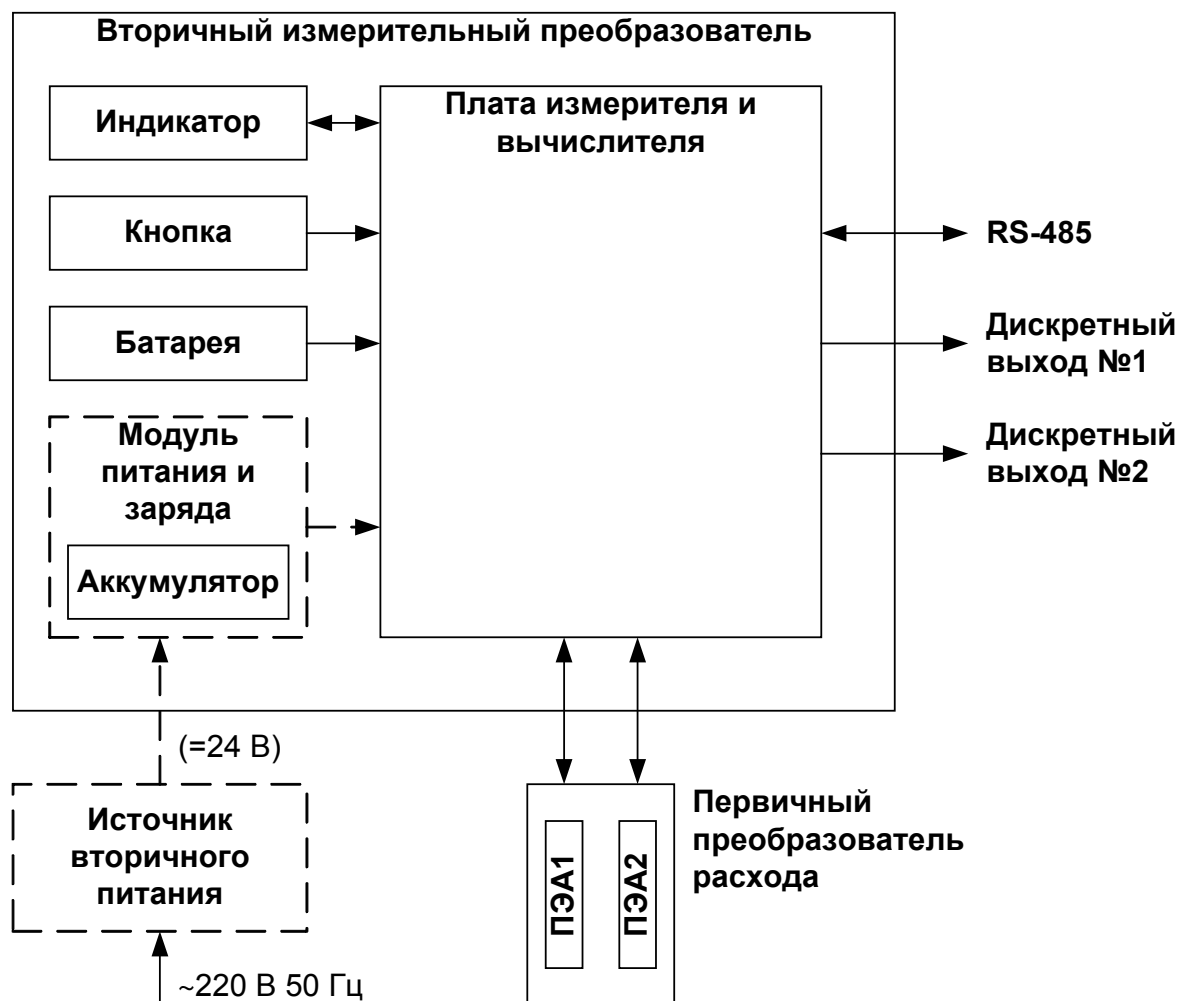 Вторичный измерительный преобразователь
Индикатор
Плата измерителя и
вычислителя
Кнопка
RS-485
Батарея
Дискретный
выход №1
Модуль
питания и
заряда
Дискретный
выход №2
Аккумулятор
(=24 В)
Источник
вторичного
питания
Первичный
преобразователь
расхода
ПЭА1
ПЭА2
~220 В 50 Гц